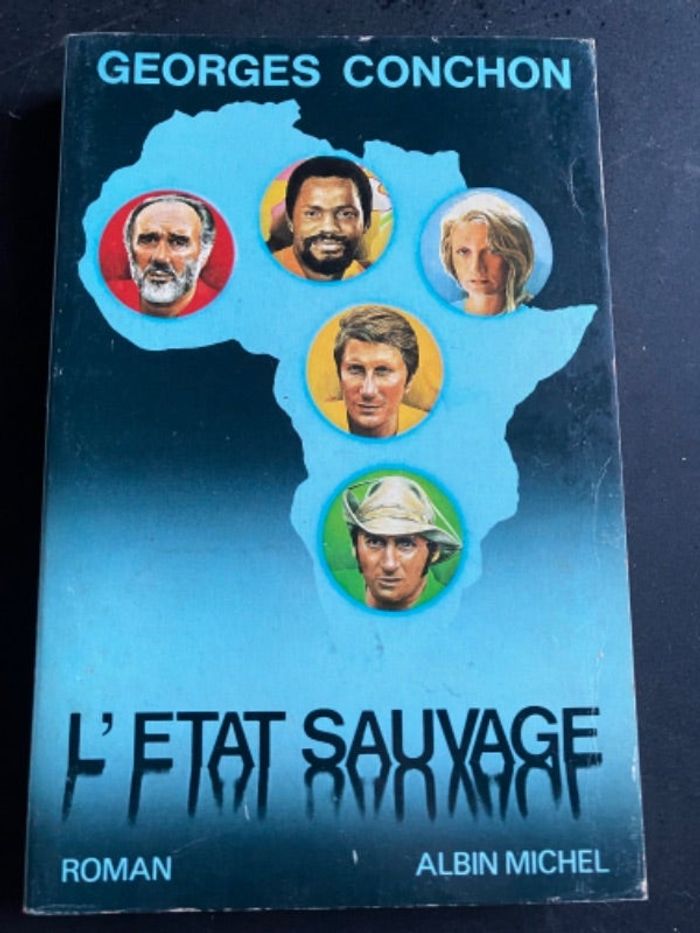 GEORGES CONCHON
L' ETAT SAUVAGE
ROMAN
ALBIN MICHEL